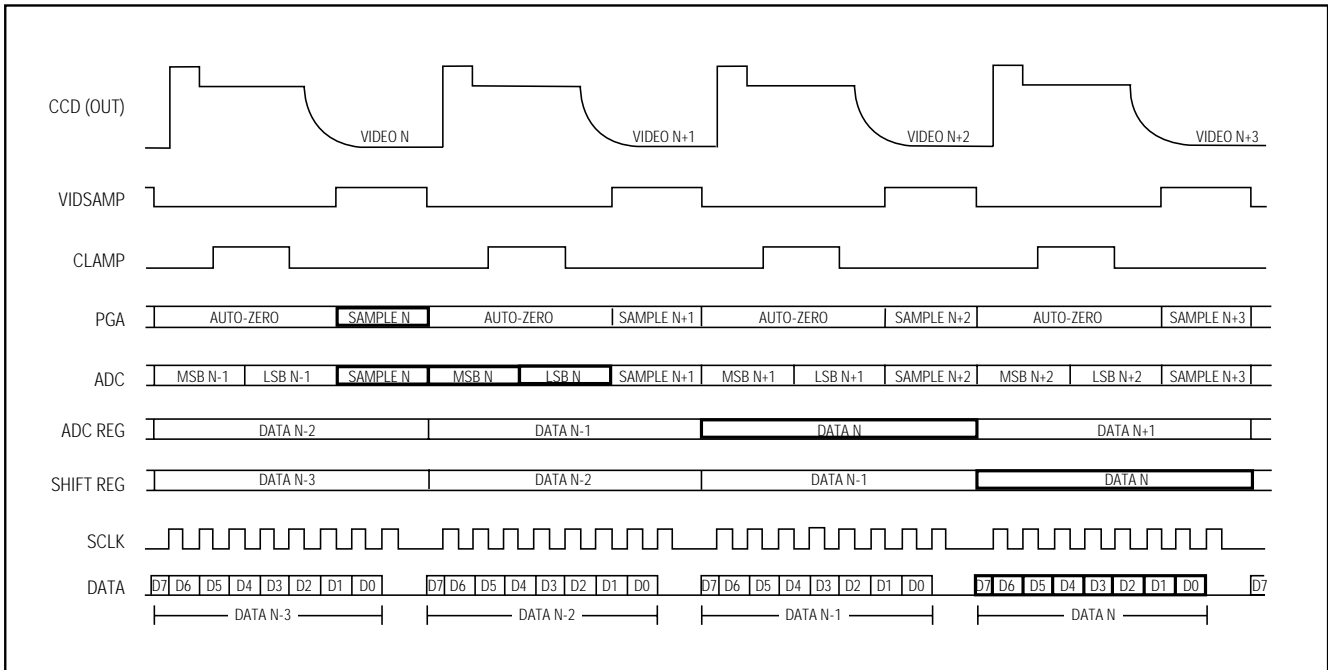 CCD (OUT) VIDEO N VIDEO N+1 VIDEO N+2 VIDEO N+3
VIDSAMP
CLAMP
PGA AUTO-ZERO SAMPLE N AUTO-ZERO SAMPLE N+1 AUTO-ZERO SAMPLE N+2 AUTO-ZERO SAMPLE N+3
ADC MSB N-1 LSB N-1 SAMPLE N MSB N LSB N SAMPLE N+1 MSB N+1 LSB N+1 SAMPLE N+2 MSB N+2 LSB N+2 SAMPLE N+3
ADC REG DATA N-2 DATA N-1 DATA N DATA N+1
SHIFT REG DATA N-3 DATA N-2 DATA N-1 DATA N
SCLK
DATA D7 D6 D5 D4 D3 D2 D1 D0 D7 D6 D5 D4 D3 D2 D1 D0 D7 D6 D5 D4 D3 D2 D1 D0 D7 D6 D5 D4 D3 D2 D1 D0 D7
DATA N-3 DATA N-2 DATA N-1 DATA N